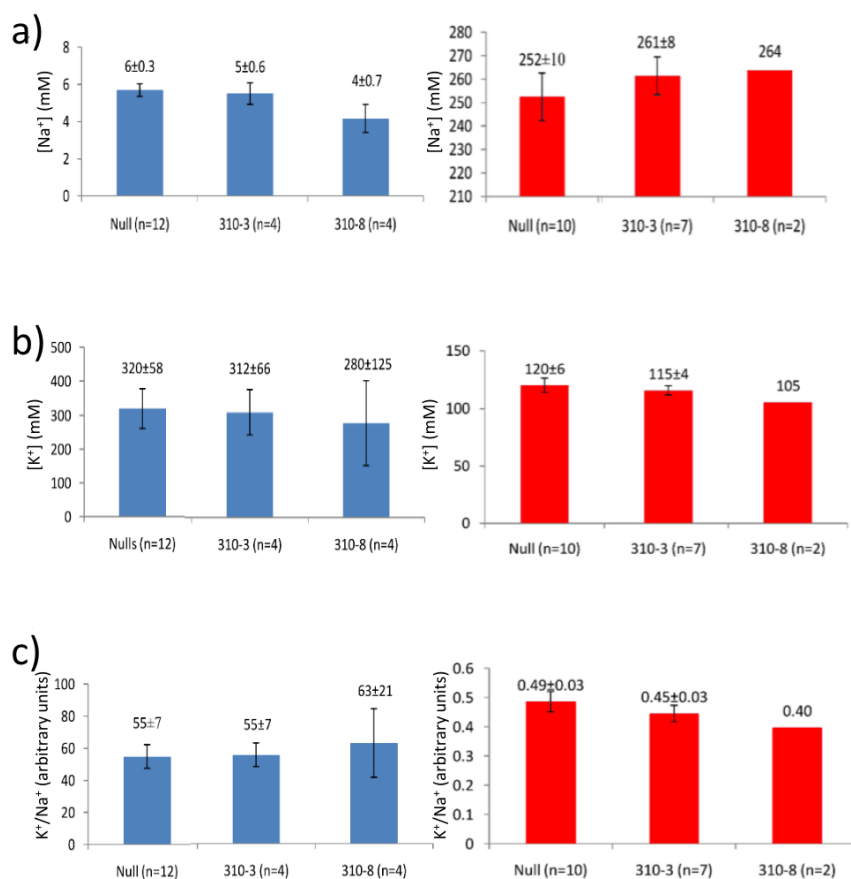 a)
8
6
4
2
0
[Na⁺] (mM)
6±0.3
5±0.6
4±0.7
Null (n=12)
310-3 (n=4)
310-8 (n=4)
280
270
260
250
240
230
220
210
[Na⁺] (mM)
252±10
261±8
264
Null (n=10)
310-3 (n=7)
310-8 (n=2)
b)
500
400
300
200
100
0
[K⁺] (mM)
320±58
312±66
280±125
Nulls (n=12)
310-3 (n=4)
310-8 (n=4)
150
100
50
0
[K⁺] (mM)
120±6
115±4
105
Null (n=10)
310-3 (n=7)
310-8 (n=2)
c)
100
80
60
40
20
0
K⁺/Na⁺ (arbitrary units)
55±7
55±7
63±21
Null (n=12)
310-3 (n=4)
310-8 (n=4)
0.6
0.5
0.4
0.3
0.2
0.1
0
K⁺/Na⁺ (arbitrary units)
0.49±0.03
0.45±0.03
0.40
Null (n=10)
310-3 (n=7)
310-8 (n=2)